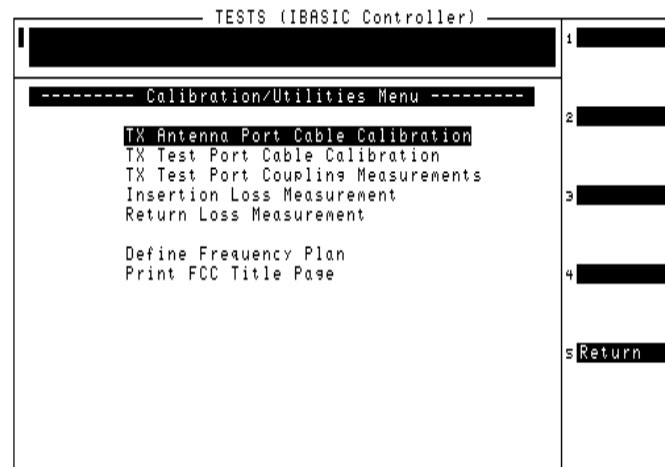 TESTS (IBASIC Controller)
--------- Calibration/Utilities Menu ---------
TX Antenna Port Cable Calibration
TX Test Port Cable Calibration
TX Test Port Coupling Measurements
Insertion Loss Measurement
Return Loss Measurement
Define Frequency Plan
Print FCC Title Page
1
2
3
4
5 Return